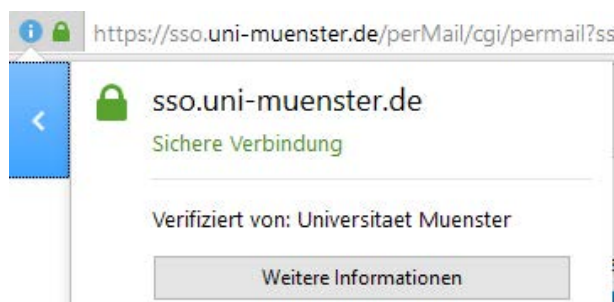 https://sso.uni-muenster.de/perMail/cgi/permail?ss
sso.uni-muenster.de
Sichere Verbindung
Verifiziert von: Universitaet Muenster
Weitere Informationen